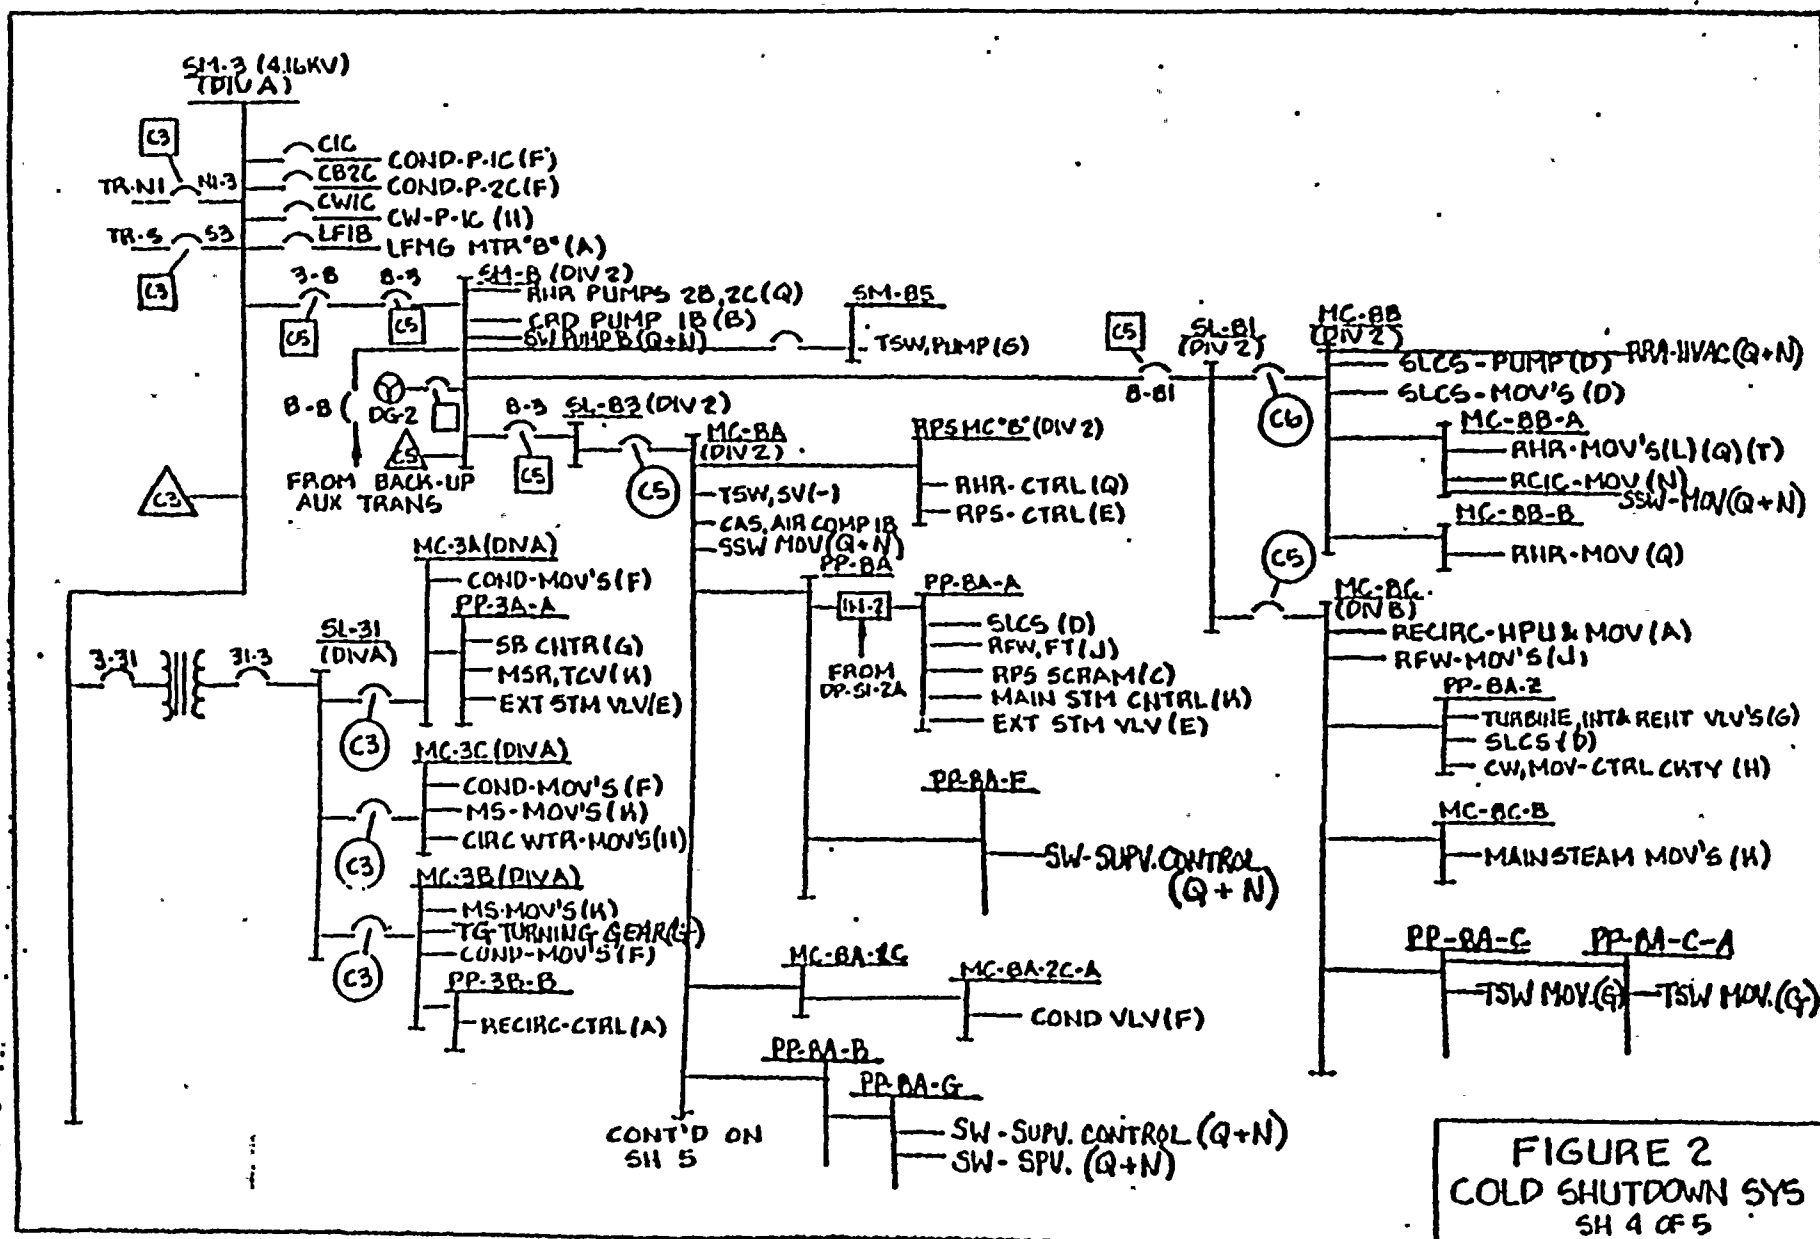 SM-3 (4.16KV)
(DIV A)
C3
TR-N1
N1-3
TR-S
S3
C3
C1C
COND-P-1C(F)
CB2C
COND-P-2C(F)
CW1C
CW-P-1C (H)
LF1B
LFMG MTR"B"(A)
3-8
8-3
C5
C5
SM-8 (DIV 2)
RHR PUMPS 2B,2C(Q)
CRD PUMP 1B (B)
SW PUMP B(Q+N)
SM-85
TSW, PUMP(G)
B-8
DG-2
C5
FROM BACK-UP
AUX TRANS
C3
8-3
SL-83 (DIV 2)
C5
C5
MC-8A
(DIV 2)
TSW, SV(-)
CAS, AIR COMP 1B
SSW MOV(Q+N)
RPS MC"B"(DIV 2)
RHR-CTRL(Q)
RPS-CTRL(E)
PP-8A
IN-2
FROM
DP-S1-2A
PP-8A-A
SLCS (D)
RFW, FT(J)
RPS SCRAM(C)
MAIN STM CNTRL(K)
EXT STM VLV(E)
PP-8A-F
SW-SUPV. CONTROL
(Q+N)
MC-8A-2C
MC-8A-2C-A
COND VLV(F)
PP-8A-B
PP-8A-G
SW-SUPV. CONTROL (Q+N)
SW-SPV. (Q+N)
CONT'D ON
SH 5
3-31
31-3
SL-31
(DIV A)
C3
C3
C3
MC-3A(DIV A)
COND-MOV'S(F)
PP-3A-A
SB CNTR(G)
MSR, TCV(K)
EXT STM VLV(E)
MC-3C(DIV A)
COND-MOV'S(F)
MS-MOV'S(K)
CIRC WTR-MOV'S(H)
MC-3B(DIV A)
MS-MOV'S(K)
TG-TURNING GEAR(G)
COND-MOV'S(F)
PP-3B-B
RECIRC-CTRL(A)
C5
8-81
SL-81
(DIV 2)
C6
C5
MC-8B
(DIV 2)
RRA-HVAC(Q+N)
SLCS-PUMP(D)
SLCS-MOV'S(D)
MC-8B-A
RHR-MOV'S(L)(Q)(T)
RCIC-MOV(N)
SSW-MOV(Q+N)
MC-8B-B
RHR-MOV(Q)
MC-8C
(DIV B)
RECIRC-HPU & MOV(A)
RFW-MOV'S(J)
PP-8A-2
TURBINE, INT& REHT VLV'S(G)
SLCS(D)
CW, MOV-CTRL CKTY (H)
MC-8C-B
MAINSTEAM MOV'S (K)
PP-8A-C
TSW MOV.(G)
PP-8A-C-A
TSW MOV.(G)
FIGURE 2
COLD SHUTDOWN SYS
SH 4 OF 5